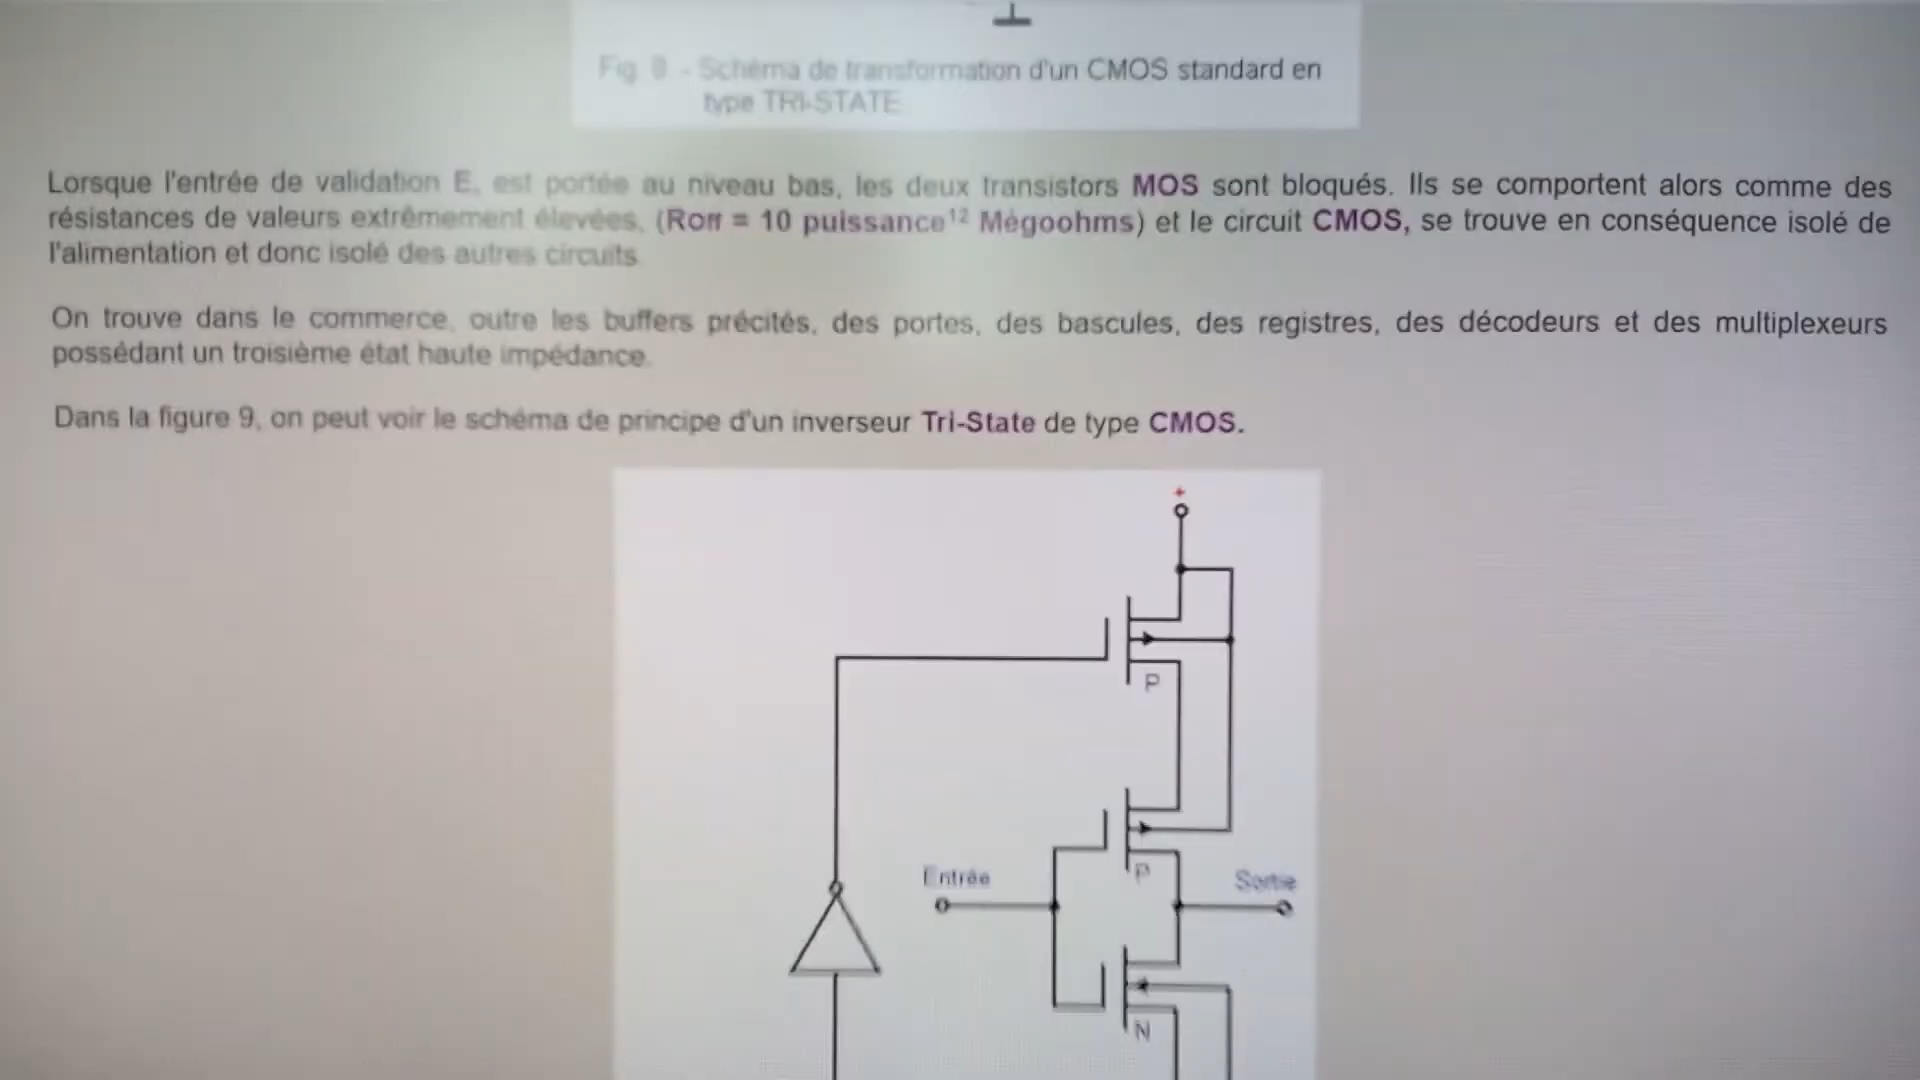 Fig. 8 - Schéma de transformation d'un CMOS standard en
type TRI-STATE
Lorsque l'entrée de validation E, est portée au niveau bas, les deux transistors MOS sont bloqués. Ils se comportent alors comme des
résistances de valeurs extrêmement élevées, (Roff = 10 puissance¹² Mégoohms) et le circuit CMOS, se trouve en conséquence isolé de
l'alimentation et donc isolé des autres circuits.
On trouve dans le commerce, outre les buffers précités, des portes, des bascules, des registres, des décodeurs et des multiplexeurs
possédant un troisième état haute impédance.
Dans la figure 9, on peut voir le schéma de principe d'un inverseur Tri-State de type CMOS.
+
P
P
Entrée
Sortie
N